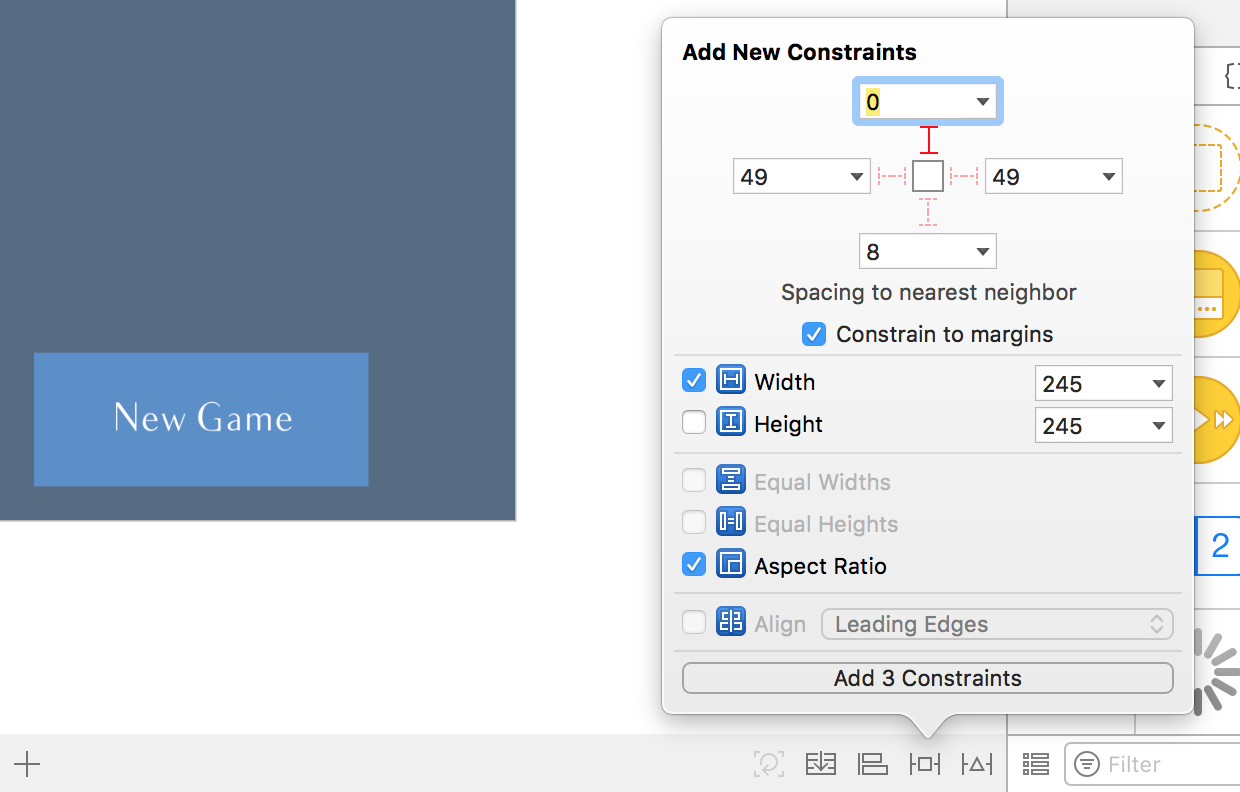 Add New Constraints
0
49
49
8
Spacing to nearest neighbor
Constrain to margins
Width
245
Height
245
Equal Widths
Equal Heights
Aspect Ratio
Align
Leading Edges
Add 3 Constraints
New Game
{ }
2
Filter